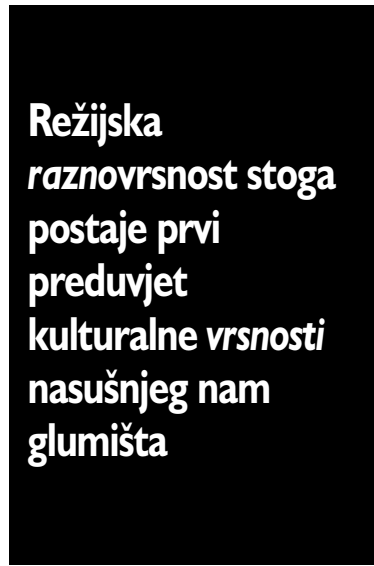 Režijska
raznovrsnost stoga
postaje prvi
preduvjet
kulturalne vrsnosti
nasušnjeg nam
glumišta